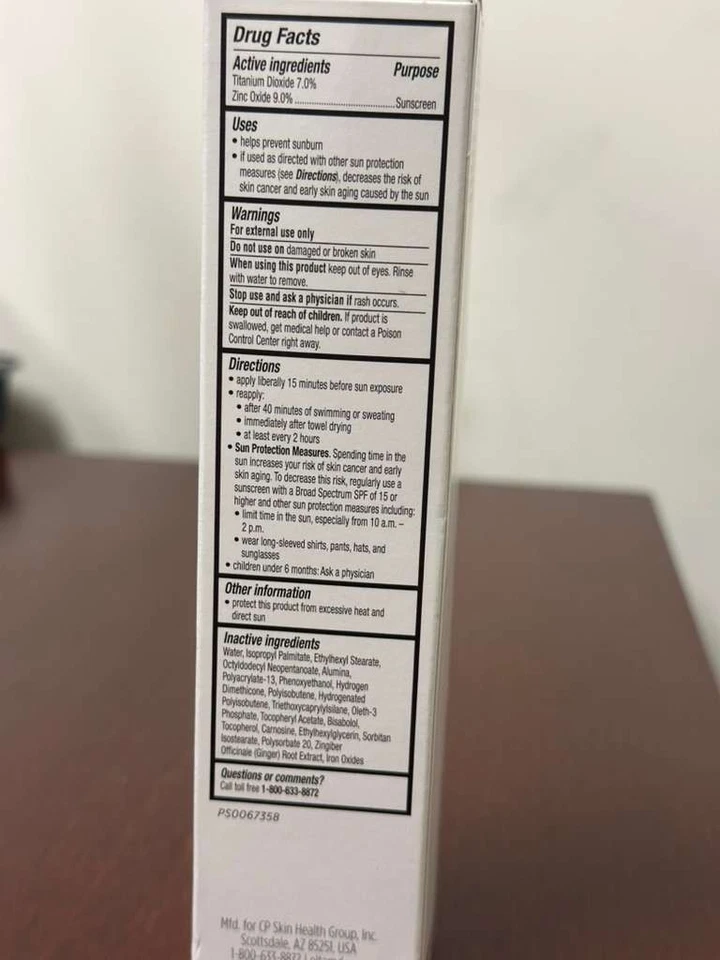 Drug Facts
Active ingredients Purpose
Titanium Dioxide 7.0%
Zinc Oxide 9.0%..............................Sunscreen
Uses
• helps prevent sunburn
• if used as directed with other sun protection
measures (see Directions), decreases the risk of
skin cancer and early skin aging caused by the sun
Warnings
For external use only
Do not use on damaged or broken skin
When using this product keep out of eyes. Rinse
with water to remove.
Stop use and ask a physician if rash occurs.
Keep out of reach of children. If product is
swallowed, get medical help or contact a Poison
Control Center right away.
Directions
• apply liberally 15 minutes before sun exposure
• reapply:
• after 40 minutes of swimming or sweating
• immediately after towel drying
• at least every 2 hours
• Sun Protection Measures. Spending time in the
sun increases your risk of skin cancer and early
skin aging. To decrease this risk, regularly use a
sunscreen with a Broad Spectrum SPF of 15 or
higher and other sun protection measures including:
• limit time in the sun, especially from 10 a.m. –
2 p.m.
• wear long-sleeved shirts, pants, hats, and
sunglasses
• children under 6 months: Ask a physician
Other information
• protect this product from excessive heat and
direct sun
Inactive ingredients
Water, Isopropyl Palmitate, Ethylhexyl Stearate,
Octyldodecyl Neopentanoate, Alumina,
Polyacrylate-13, Phenoxyethanol, Hydrogen
Dimethicone, Polyisobutene, Hydrogenated
Polyisobutene, Triethoxycaprylylsilane, Oleth-3
Phosphate, Tocopheryl Acetate, Bisabolol,
Tocopherol, Carnosine, Ethylhexylglycerin, Sorbitan
Isostearate, Polysorbate 20, Zingiber
Officinale (Ginger) Root Extract, Iron Oxides
Questions or comments?
Call toll free 1-800-633-8872
PS0067358
Mfd. for CP Skin Health Group, Inc.
Scottsdale, AZ 85251, USA
1-800-633-8872